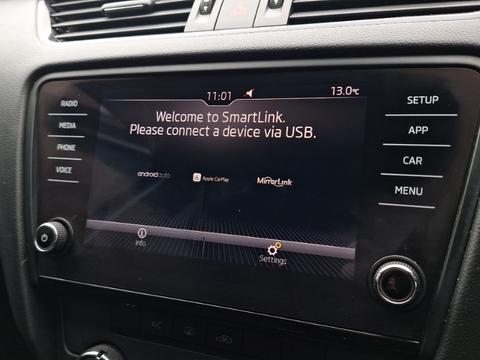 11:01
13.0°C
RADIO
MEDIA
PHONE
VOICE
Welcome to SmartLink.
Please connect a device via USB.
androidauto
Apple CarPlay
MirrorLink
Info
Settings
SETUP
APP
CAR
MENU